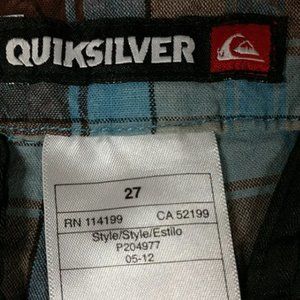 QUIKSILVER
27
RN 114199 CA 52199
Style/Style/Estilo
P204977
05-12